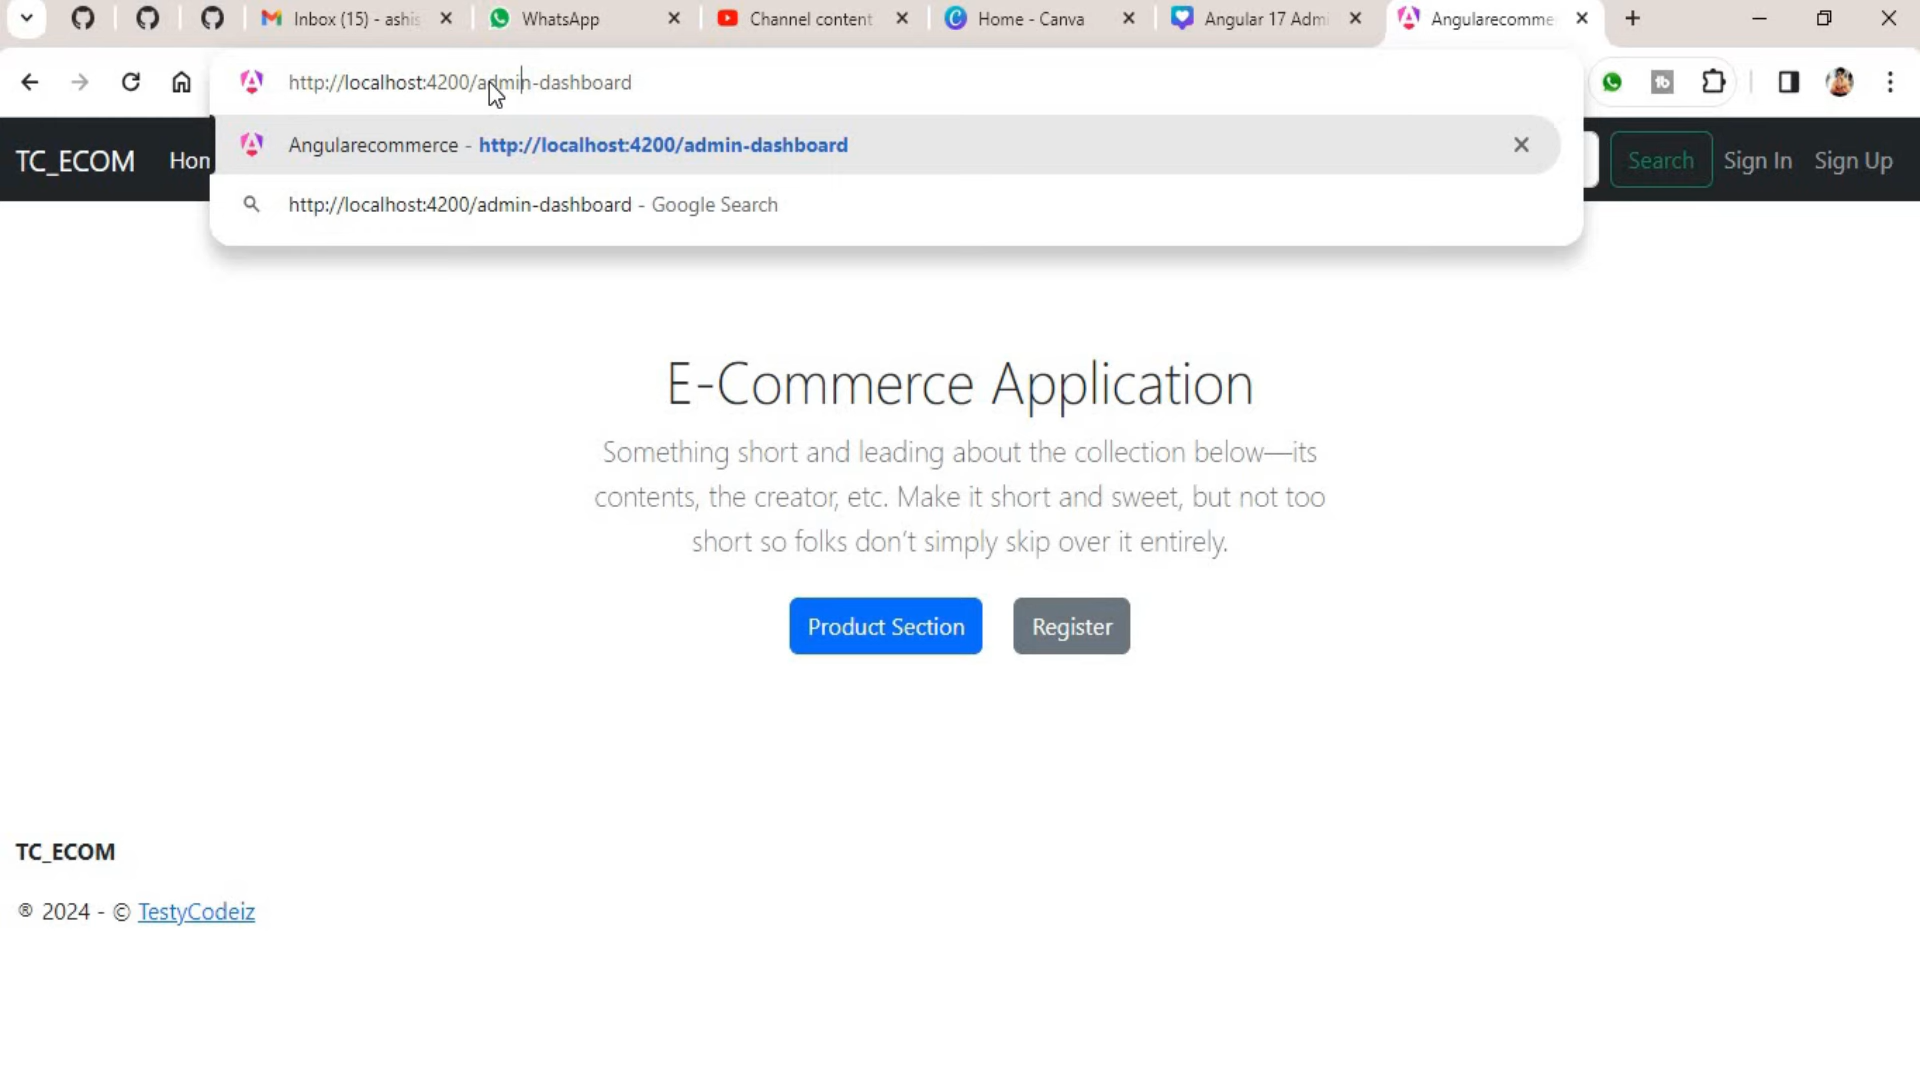 Inbox (15) - ashis
WhatsApp
Channel content
Home - Canva
Angular 17 Admi
Angularecomme
http://localhost:4200/admin-dashboard
Angularecommerce - http://localhost:4200/admin-dashboard
http://localhost:4200/admin-dashboard - Google Search
TC_ECOM
Hom
Search
Sign In
Sign Up
E-Commerce Application
Something short and leading about the collection below—its
contents, the creator, etc. Make it short and sweet, but not too
short so folks don’t simply skip over it entirely.
Product Section
Register
TC_ECOM
® 2024 - © TestyCodeiz